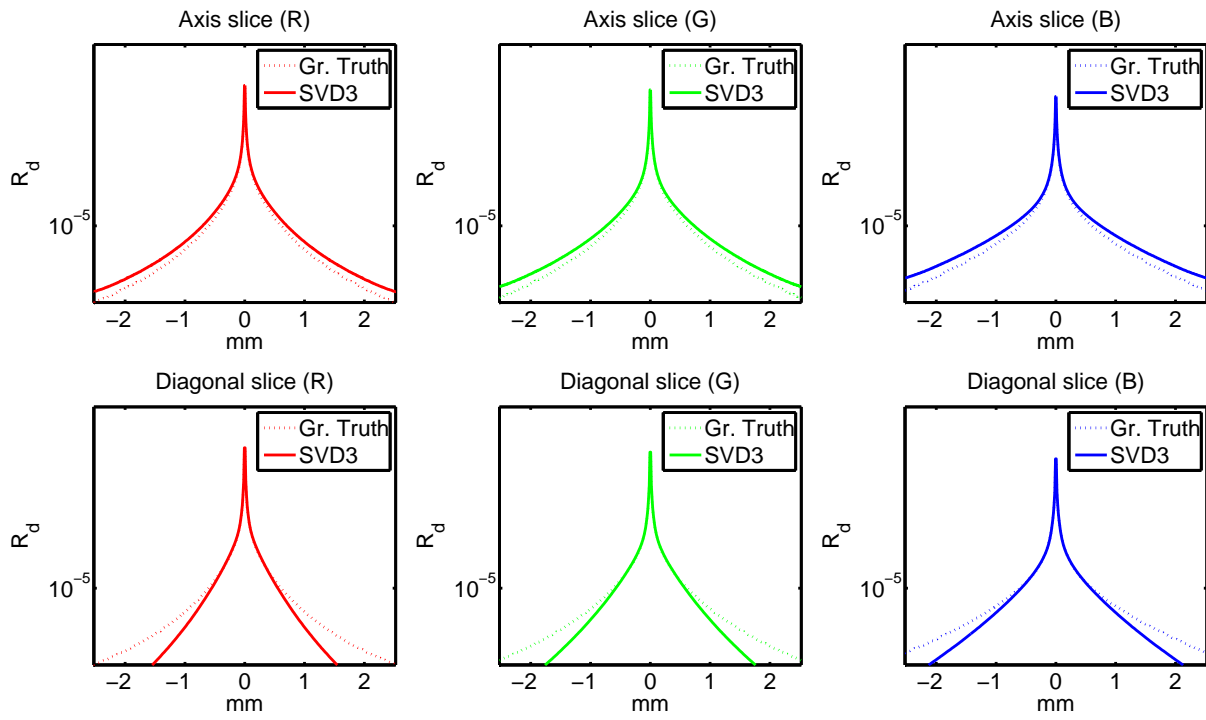 Axis slice (R)
Gr. Truth
SVD3
R_d
10^−5
−2 −1 0 1 2
mm
Axis slice (G)
Gr. Truth
SVD3
R_d
10^−5
−2 −1 0 1 2
mm
Axis slice (B)
Gr. Truth
SVD3
R_d
10^−5
−2 −1 0 1 2
mm
Diagonal slice (R)
Gr. Truth
SVD3
R_d
10^−5
−2 −1 0 1 2
mm
Diagonal slice (G)
Gr. Truth
SVD3
R_d
10^−5
−2 −1 0 1 2
mm
Diagonal slice (B)
Gr. Truth
SVD3
R_d
10^−5
−2 −1 0 1 2
mm